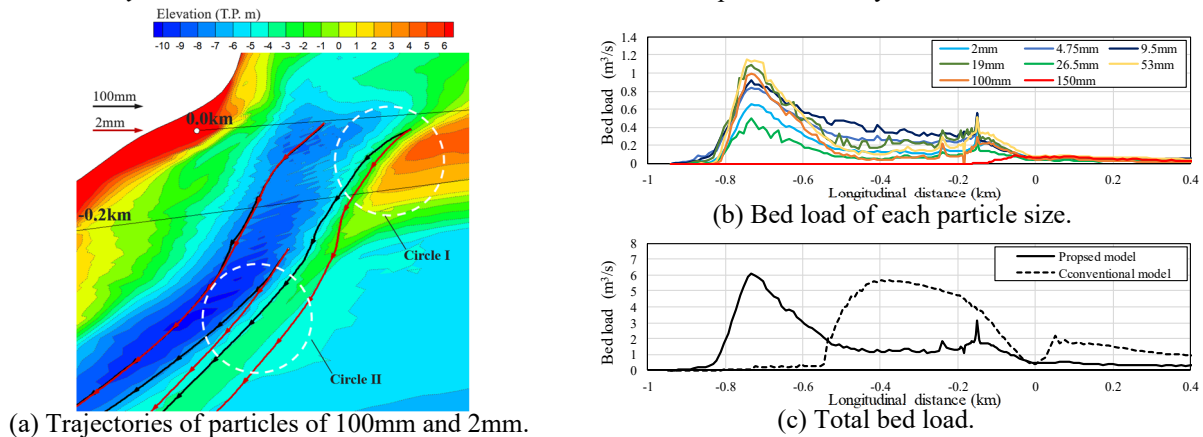 Elevation (T.P. m)
-10 -9 -8 -7 -6 -5 -4 -3 -2 -1 0 1 2 3 4 5 6
100mm
2mm
0.0km
-0.2km
Circle I
Circle II
(a) Trajectories of particles of 100mm and 2mm.
Bed load (m³/s)
1.4
1.2
1
0.8
0.6
0.4
0.2
0
2mm 4.75mm 9.5mm
19mm 26.5mm 53mm
100mm 150mm
-1 -0.8 -0.6 -0.4 -0.2 0 0.2 0.4
Longitudinal distance (km)
(b) Bed load of each particle size.
Bed load (m³/s)
8
7
6
5
4
3
2
1
0
Propsed model
Cconventional model
-1 -0.8 -0.6 -0.4 -0.2 0 0.2 0.4
Longitudinal distance (km)
(c) Total bed load.